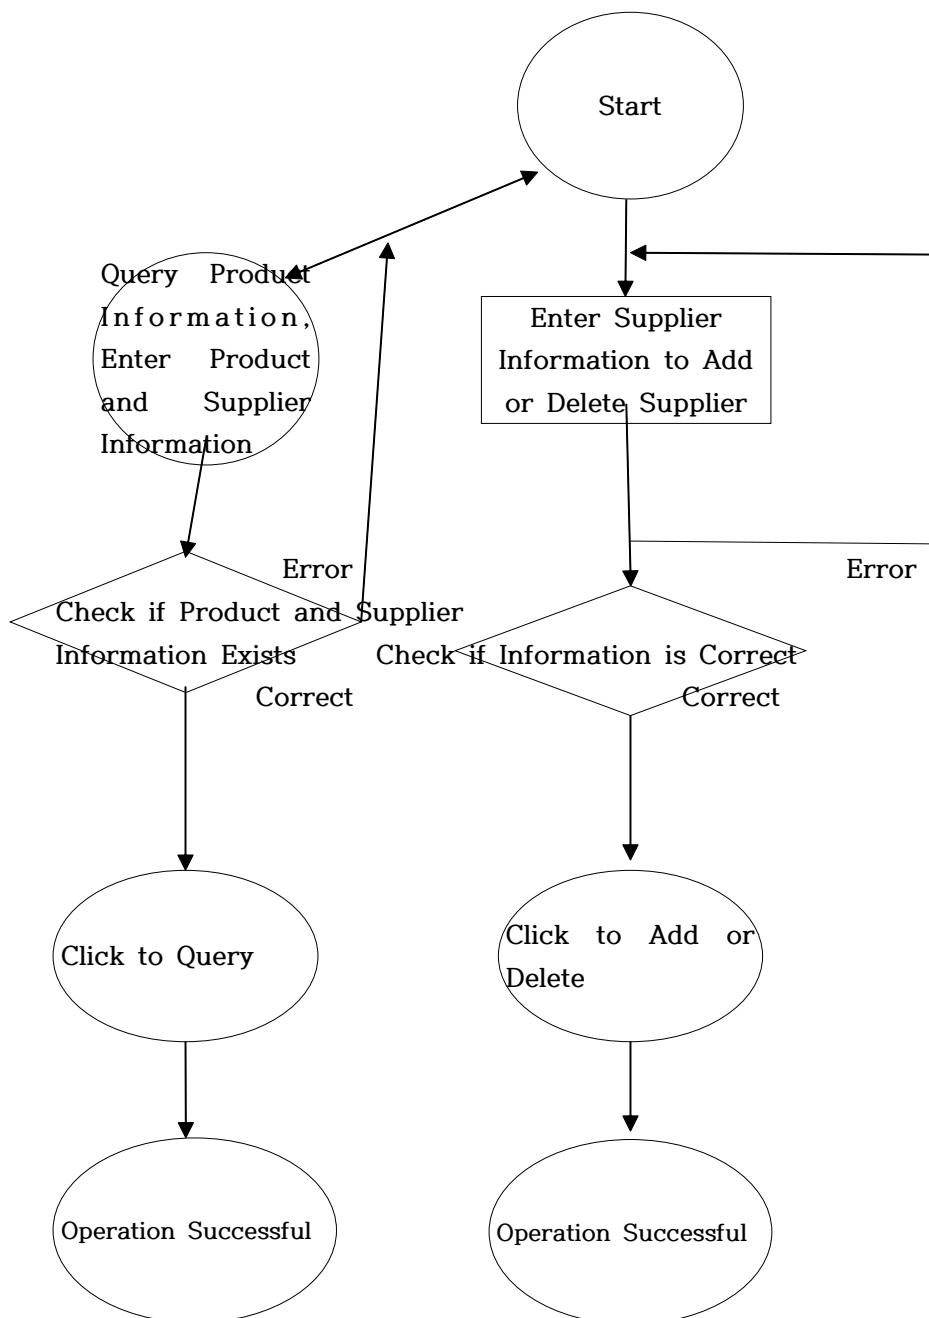 Start
Query Product
Information,
Enter Product
and Supplier
Information
Enter Supplier
Information to Add
or Delete Supplier
Error
Check if Product and Supplier
Information Exists
Correct
Error
Check if Information is Correct
Correct
Click to Query
Click to Add or
Delete
Operation Successful
Operation Successful